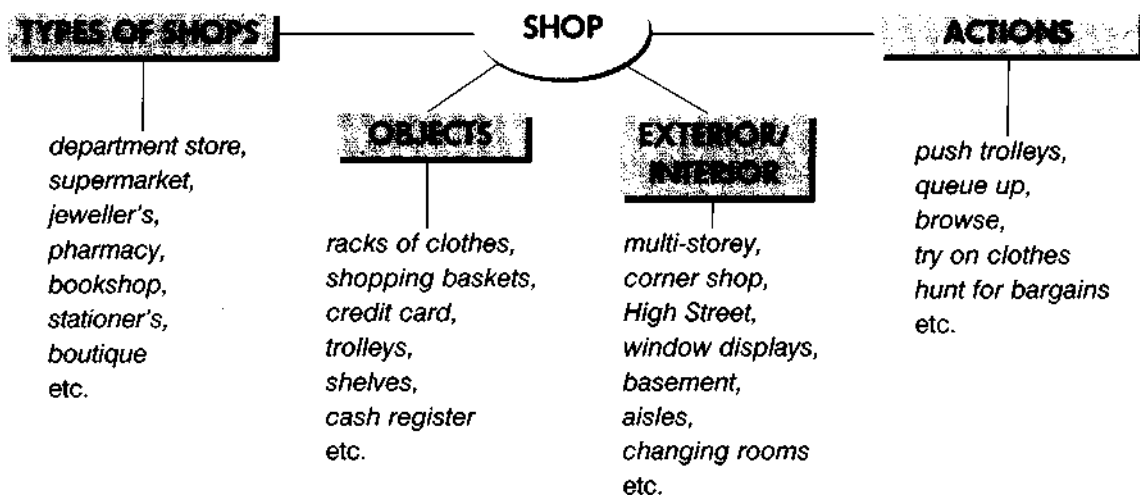 SHOP
TYPES OF SHOPS
department store,
supermarket,
jeweller's,
pharmacy,
bookshop,
stationer's,
boutique
etc.
OBJECTS
racks of clothes,
shopping baskets,
credit card,
trolleys,
shelves,
cash register
etc.
EXTERIOR/
INTERIOR
multi-storey,
corner shop,
High Street,
window displays,
basement,
aisles,
changing rooms
etc.
ACTIONS
push trolleys,
queue up,
browse,
try on clothes
hunt for bargains
etc.